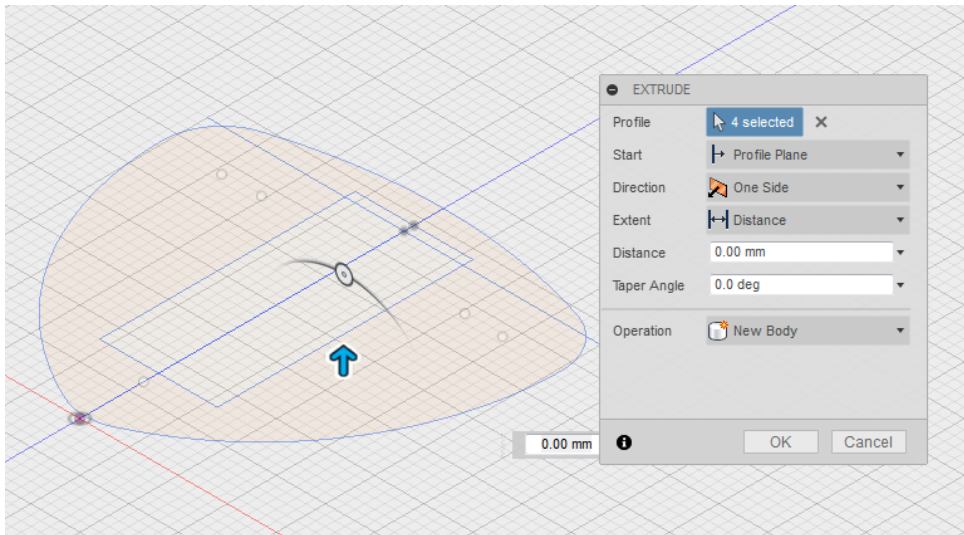 EXTRUDE
Profile 4 selected
Start Profile Plane
Direction One Side
Extent Distance
Distance 0.00 mm
Taper Angle 0.0 deg
Operation New Body
0.00 mm
OK Cancel